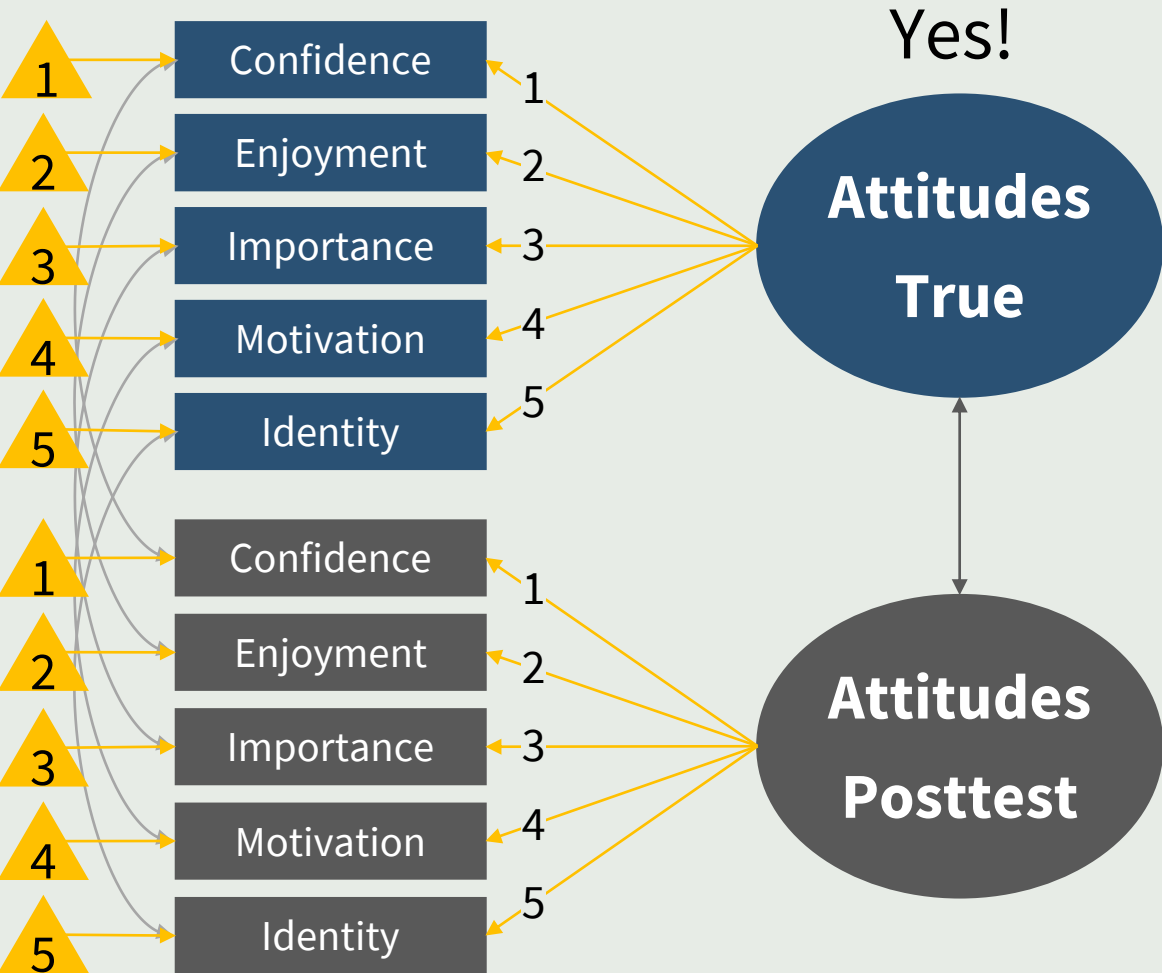 Yes!
1
Confidence
1
2
Enjoyment
2
3
Importance
3
4
Motivation
4
5
Identity
5
Attitudes
True
1
Confidence
1
2
Enjoyment
2
3
Importance
3
4
Motivation
4
5
Identity
5
Attitudes
Posttest